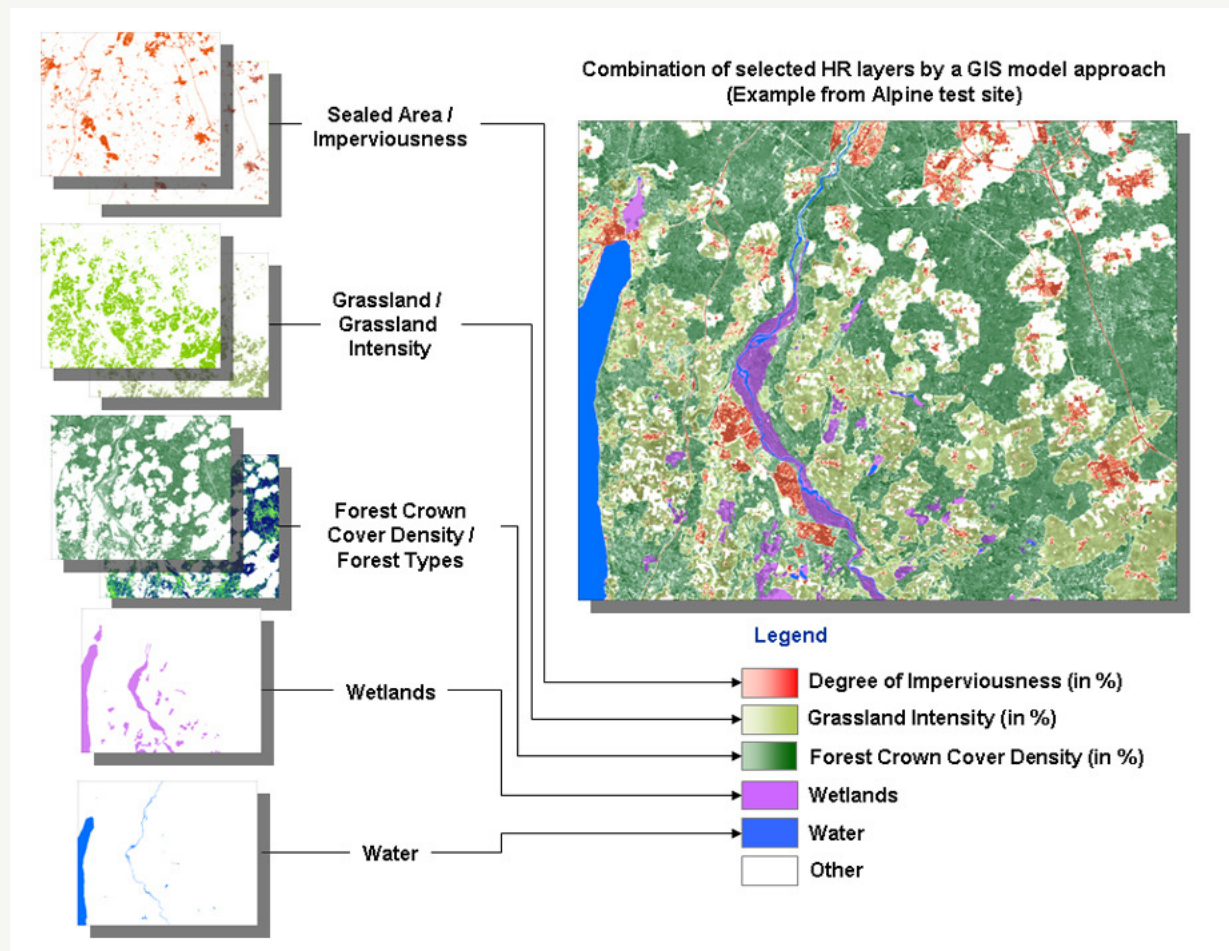 Combination of selected HR layers by a GIS model approach
(Example from Alpine test site)
Sealed Area /
Imperviousness
Grassland /
Grassland
Intensity
Forest Crown
Cover Density /
Forest Types
Wetlands
Water
Legend
Degree of Imperviousness (in %)
Grassland Intensity (in %)
Forest Crown Cover Density (in %)
Wetlands
Water
Other